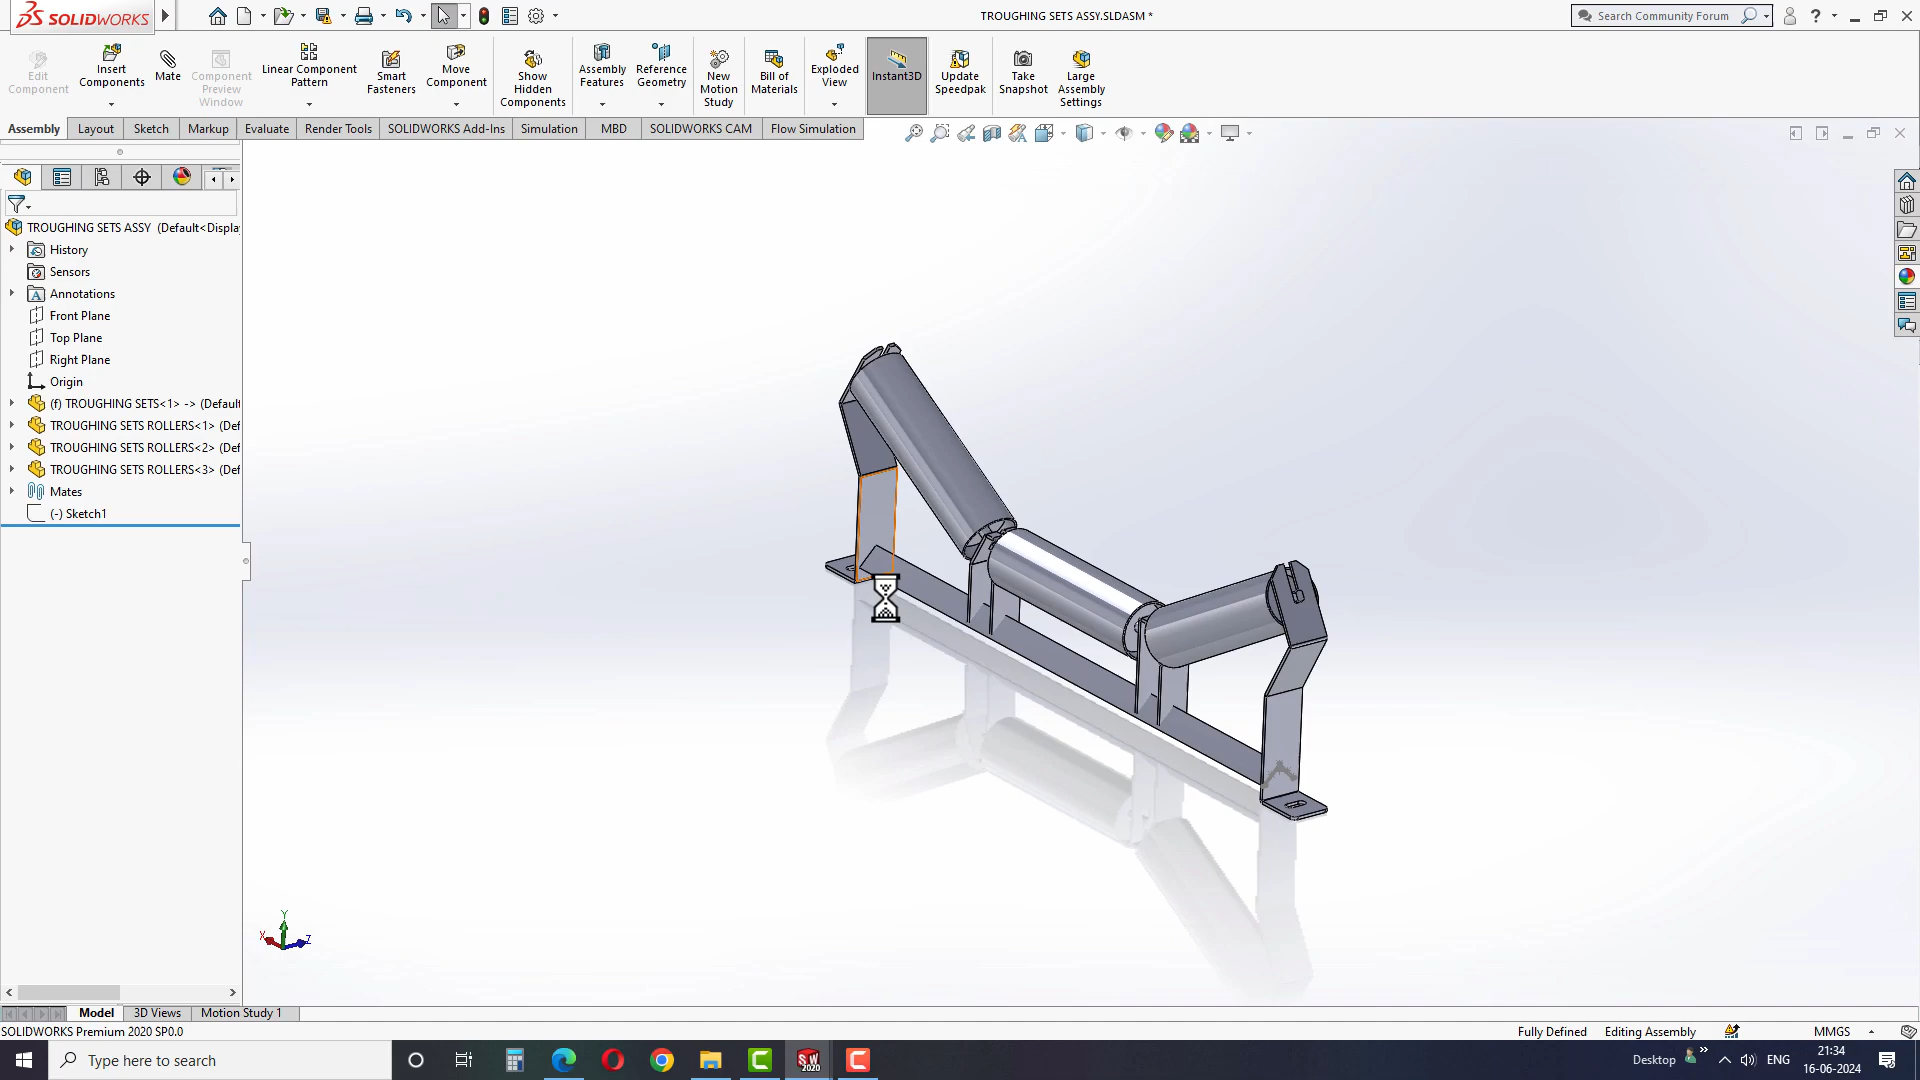 SOLIDWORKS
TROUGHING SETS ASSY.SLDASM *
Search Community Forum
Edit Component
Insert Components
Mate
Component Preview Window
Linear Component Pattern
Smart Fasteners
Move Component
Show Hidden Components
Assembly Features
Reference Geometry
New Motion Study
Bill of Materials
Exploded View
Instant3D
Update Speedpak
Take Snapshot
Large Assembly Settings
Assembly
Layout
Sketch
Markup
Evaluate
Render Tools
SOLIDWORKS Add-Ins
Simulation
MBD
SOLIDWORKS CAM
Flow Simulation
TROUGHING SETS ASSY (Default<Displa
History
Sensors
Annotations
Front Plane
Top Plane
Right Plane
Origin
(f) TROUGHING SETS<1> -> (Default
TROUGHING SETS ROLLERS<1> (Def
TROUGHING SETS ROLLERS<2> (Def
TROUGHING SETS ROLLERS<3> (Def
Mates
(-) Sketch1
Y
X
Z
Model
3D Views
Motion Study 1
SOLIDWORKS Premium 2020 SP0.0
Fully Defined
Editing Assembly
MMGS
Type here to search
SW 2020
Desktop
ENG
21:34
16-06-2024